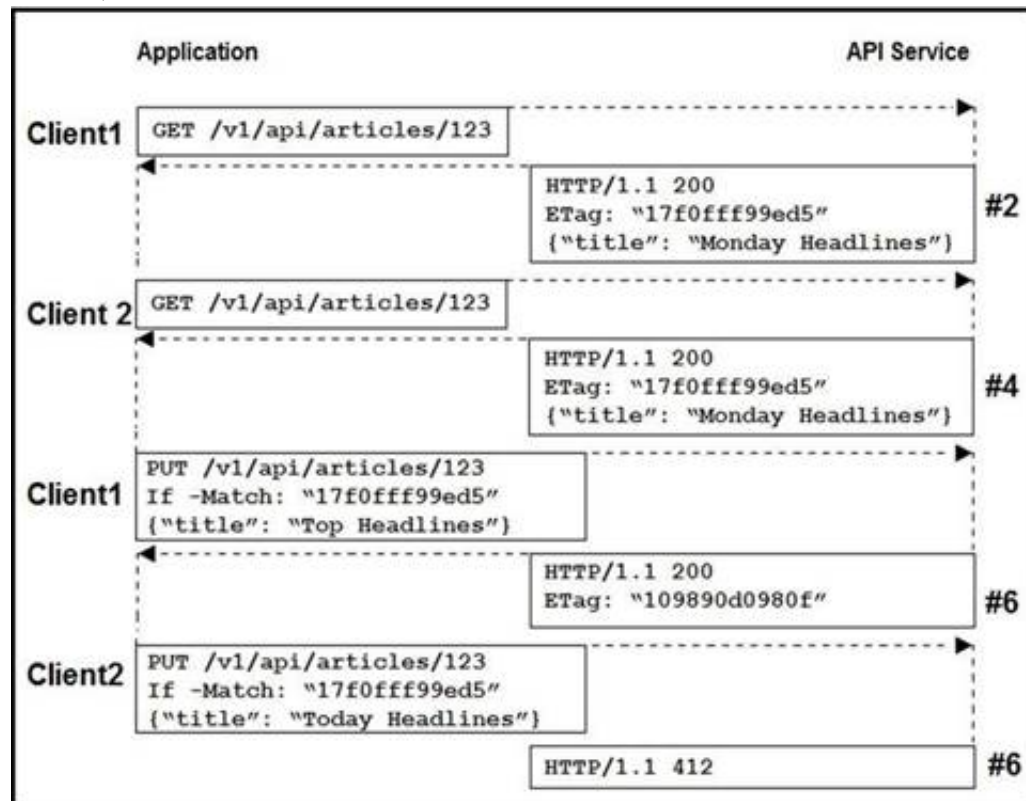 Application API Service
Client1
GET /v1/api/articles/123
HTTP/1.1 200
ETag: “17f0fff99ed5”
{“title”: “Monday Headlines”}
#2
Client 2
GET /v1/api/articles/123
HTTP/1.1 200
ETag: “17f0fff99ed5”
{“title”: “Monday Headlines”}
#4
Client1
PUT /v1/api/articles/123
If -Match: “17f0fff99ed5”
{“title”: “Top Headlines”}
HTTP/1.1 200
ETag: “109890d0980f”
#6
Client2
PUT /v1/api/articles/123
If -Match: “17f0fff99ed5”
{“title”: “Today Headlines”}
HTTP/1.1 412
#6